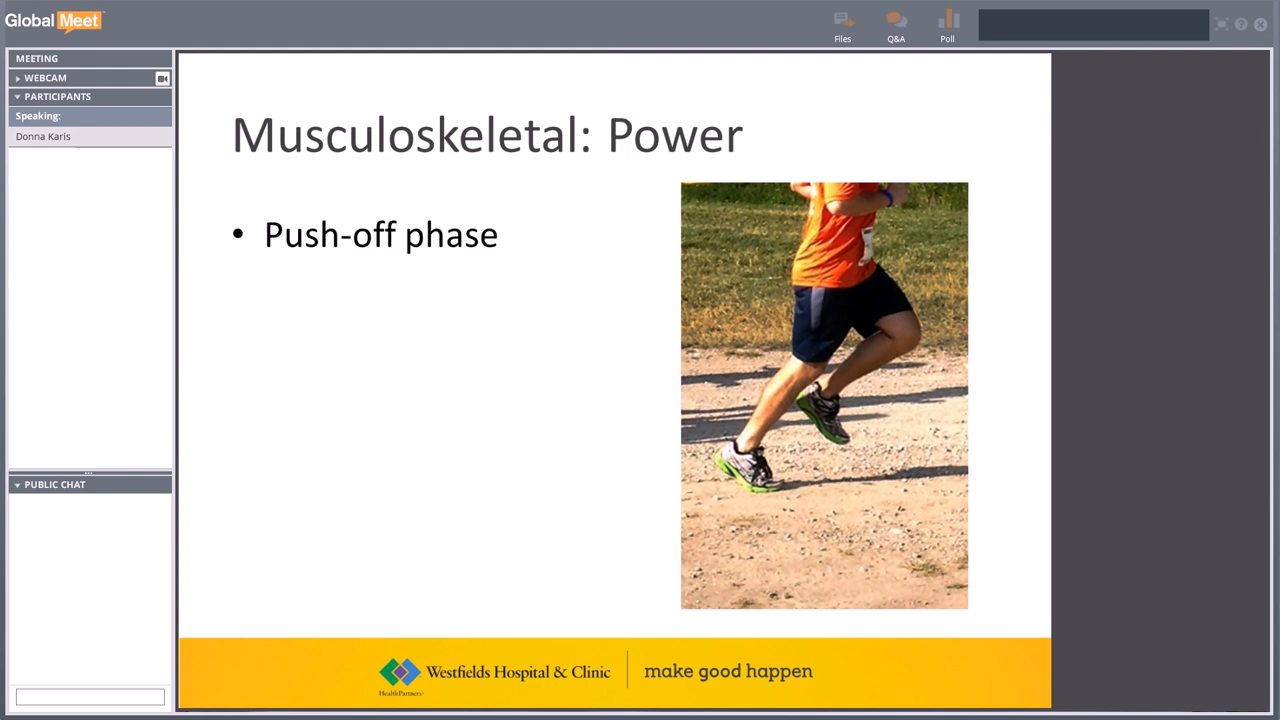 Global Meet
Files
Q&A
Poll
MEETING
WEBCAM
PARTICIPANTS
Speaking:
Donna Karis
PUBLIC CHAT
Musculoskeletal: Power
• Push-off phase
Westfields Hospital & Clinic
HealthPartners
make good happen